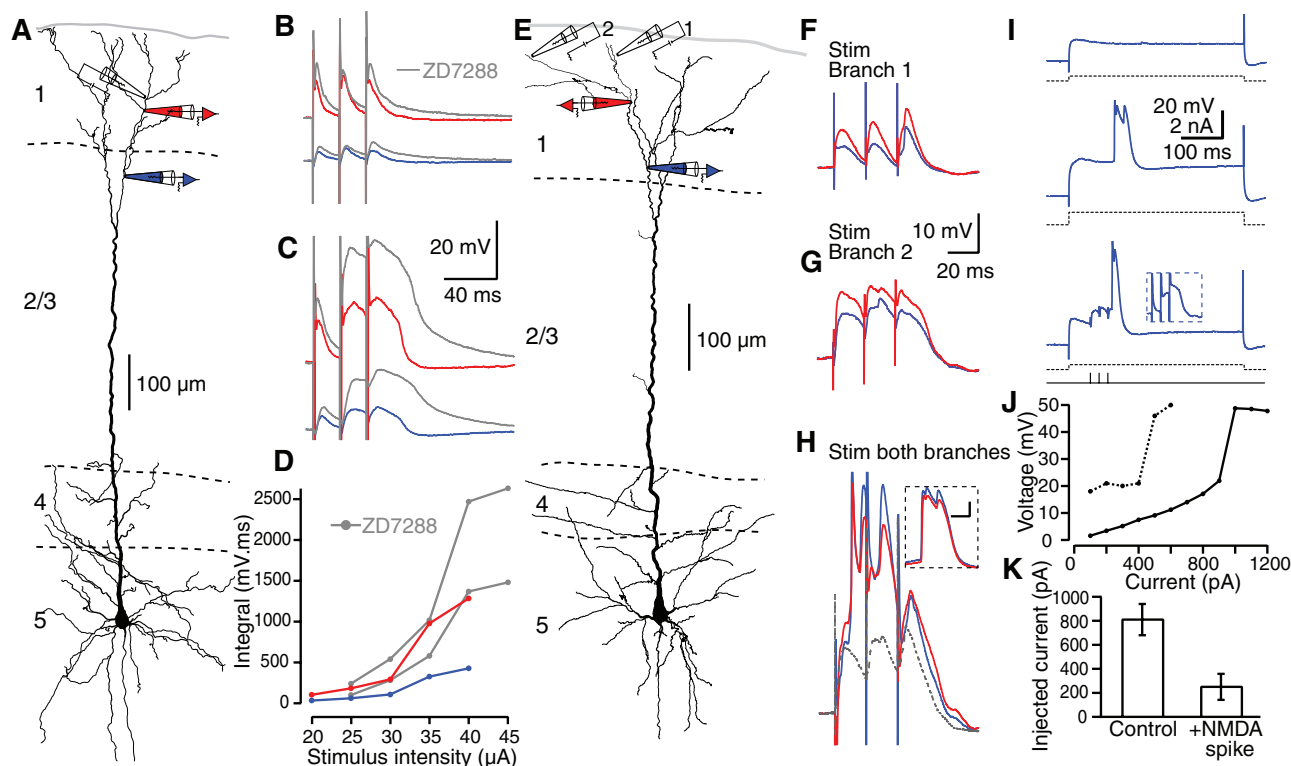 A
1
2/3
100 µm
4
5
B
ZD7288
C
20 mV
40 ms
D
ZD7288
Integral (mV.ms)
2500
2000
1500
1000
500
0
20 25 30 35 40 45
Stimulus intensity (µA)
E
2
1
1
2/3
100 µm
4
5
F
Stim
Branch 1
10 mV
20 ms
G
Stim
Branch 2
H
Stim both branches
I
20 mV
2 nA
100 ms
J
Voltage (mV)
50
40
30
20
10
0
0 400 800 1200
Current (pA)
K
Injected current (pA)
1000
800
600
400
200
0
Control
+NMDA
spike